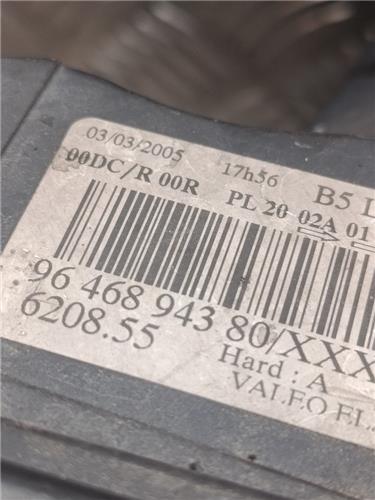 03/03/2005 17h56 B5
00DC/R 00R PL 20 02A 01
96 468 943 80/XXX
6208.55
Hard : A
VALEO